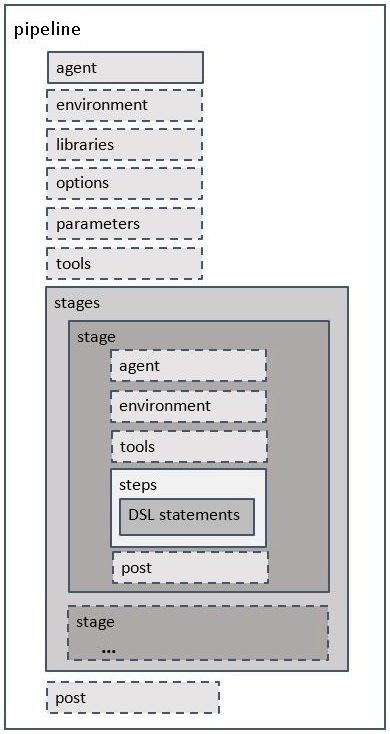 pipeline
agent
environment
libraries
options
parameters
tools
stages
stage
agent
environment
tools
steps
DSL statements
post
stage
...
post